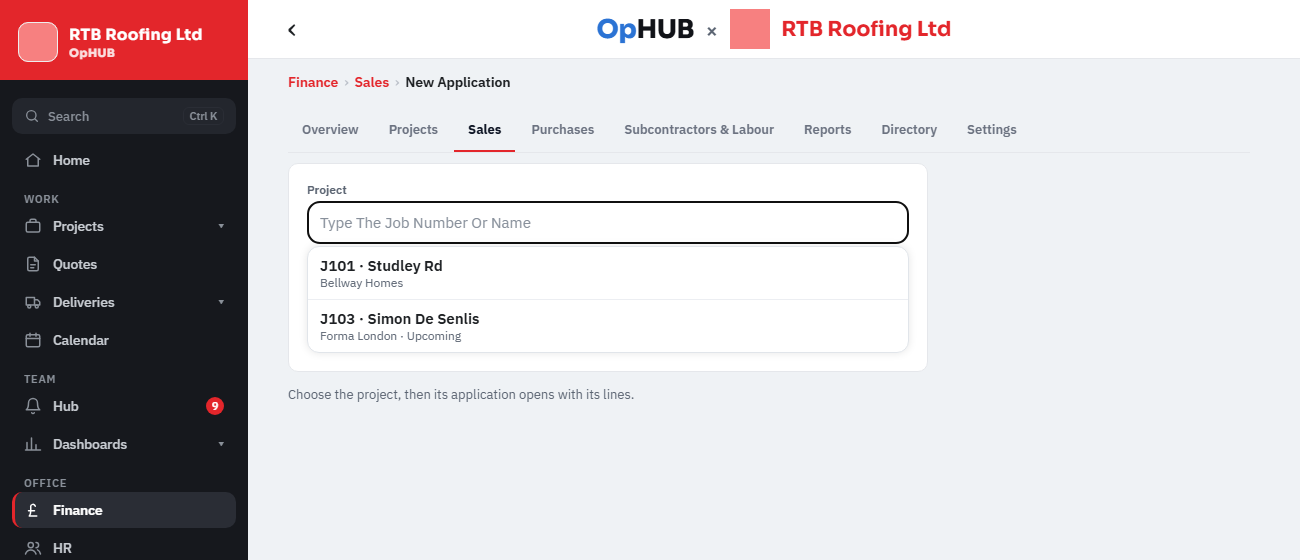 RTB Roofing Ltd
OpHUB
Search Ctrl K
Home
WORK
Projects
Quotes
Deliveries
Calendar
TEAM
Hub 9
Dashboards
OFFICE
Finance
HR
OpHUB × RTB Roofing Ltd
Finance › Sales › New Application
Overview Projects Sales Purchases Subcontractors & Labour Reports Directory Settings
Project
Type The Job Number Or Name
J101 · Studley Rd
Bellway Homes
J103 · Simon De Senlis
Forma London · Upcoming
Choose the project, then its application opens with its lines.